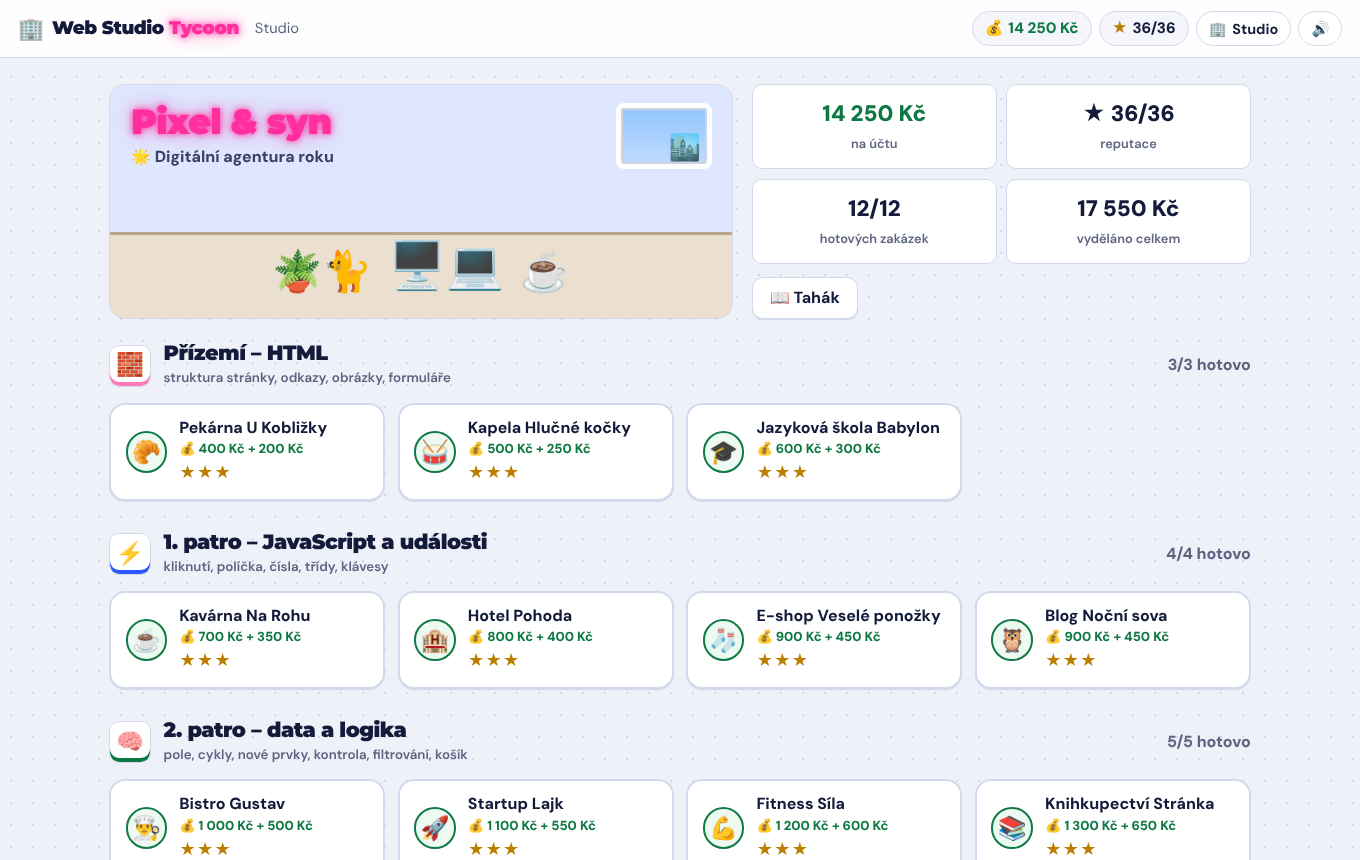 Web Studio Tycoon Studio
14 250 Kč
★ 36/36
Studio
Pixel & syn
Digitální agentura roku
14 250 Kč
na účtu
★ 36/36
reputace
12/12
hotových zakázek
17 550 Kč
vyděláno celkem
Tahák
Přízemí – HTML
struktura stránky, odkazy, obrázky, formuláře
3/3 hotovo
Pekárna U Kobližky
400 Kč + 200 Kč
★★★
Kapela Hlučné kočky
500 Kč + 250 Kč
★★★
Jazyková škola Babylon
600 Kč + 300 Kč
★★★
1. patro – JavaScript a události
kliknutí, políčka, čísla, třídy, klávesy
4/4 hotovo
Kavárna Na Rohu
700 Kč + 350 Kč
★★★
Hotel Pohoda
800 Kč + 400 Kč
★★★
E-shop Veselé ponožky
900 Kč + 450 Kč
★★★
Blog Noční sova
900 Kč + 450 Kč
★★★
2. patro – data a logika
pole, cykly, nové prvky, kontrola, filtrování, košík
5/5 hotovo
Bistro Gustav
1 000 Kč + 500 Kč
★★★
Startup Lajk
1 100 Kč + 550 Kč
★★★
Fitness Síla
1 200 Kč + 600 Kč
★★★
Knihkupectví Stránka
1 300 Kč + 650 Kč
★★★